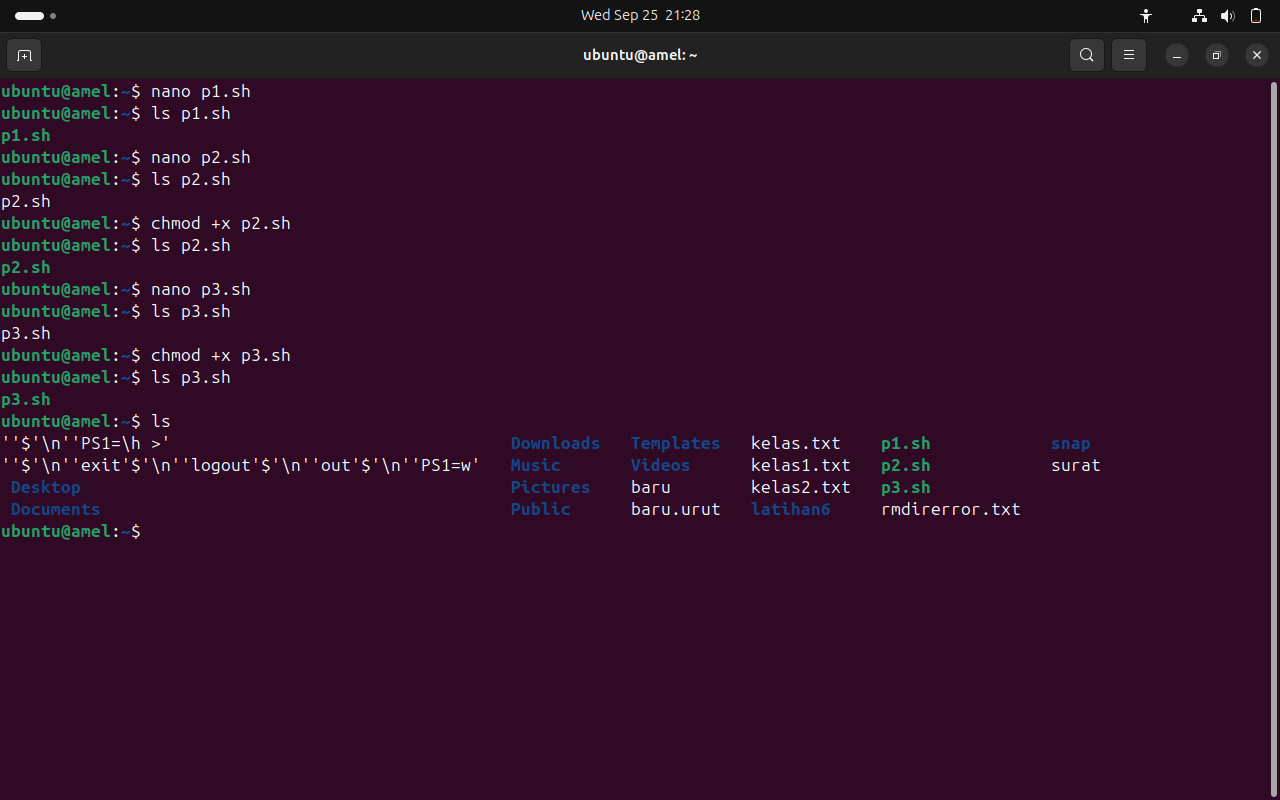 Wed Sep 25 21:28
ubuntu@amel: ~
ubuntu@amel:~$ nano p1.sh
ubuntu@amel:~$ ls p1.sh
p1.sh
ubuntu@amel:~$ nano p2.sh
ubuntu@amel:~$ ls p2.sh
p2.sh
ubuntu@amel:~$ chmod +x p2.sh
ubuntu@amel:~$ ls p2.sh
p2.sh
ubuntu@amel:~$ nano p3.sh
ubuntu@amel:~$ ls p3.sh
p3.sh
ubuntu@amel:~$ chmod +x p3.sh
ubuntu@amel:~$ ls p3.sh
p3.sh
ubuntu@amel:~$ ls
''$'\n''PS1=\h >' Downloads Templates kelas.txt p1.sh snap
''$'\n''exit'$'\n''logout'$'\n''out'$'\n''PS1=w' Music Videos kelas1.txt p2.sh surat
Desktop Pictures baru kelas2.txt p3.sh
Documents Public baru.urut latihan6 rmdirerror.txt
ubuntu@amel:~$